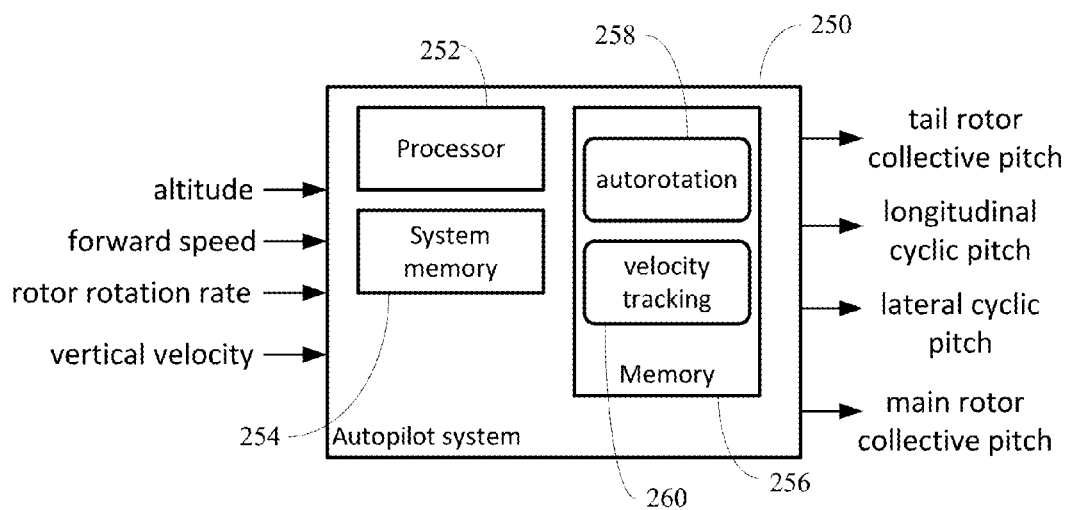 258
250
252
Processor
autorotation
tail rotor
collective pitch
altitude
System
memory
longitudinal
cyclic pitch
forward speed
velocity
tracking
rotor rotation rate
lateral cyclic
pitch
vertical velocity
Memory
main rotor
collective pitch
254
Autopilot system
260
256